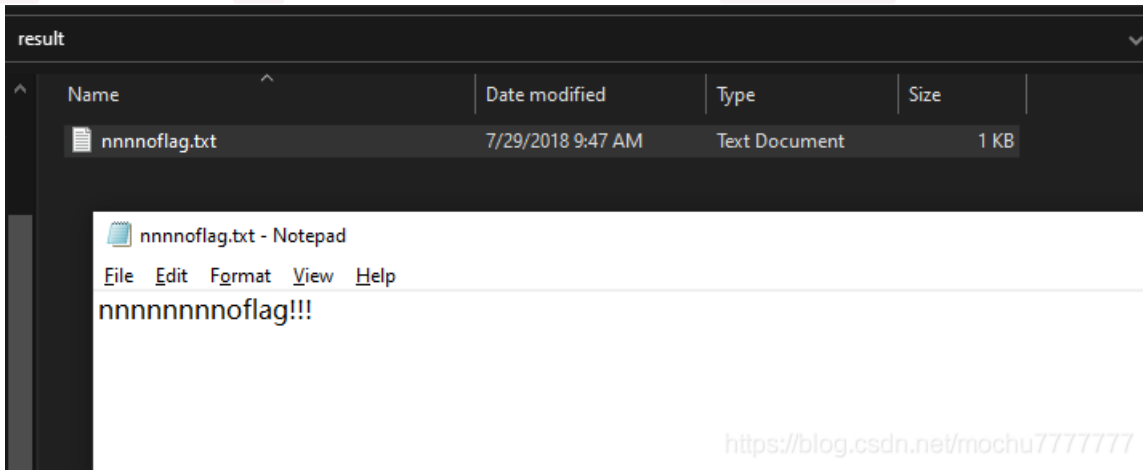 result
Name Date modified Type Size
nnnnoflag.txt 7/29/2018 9:47 AM Text Document 1 KB
nnnnoflag.txt - Notepad
File Edit Format View Help
nnnnnnnnoflag!!!
https://blog.csdn.net/mochu7777777